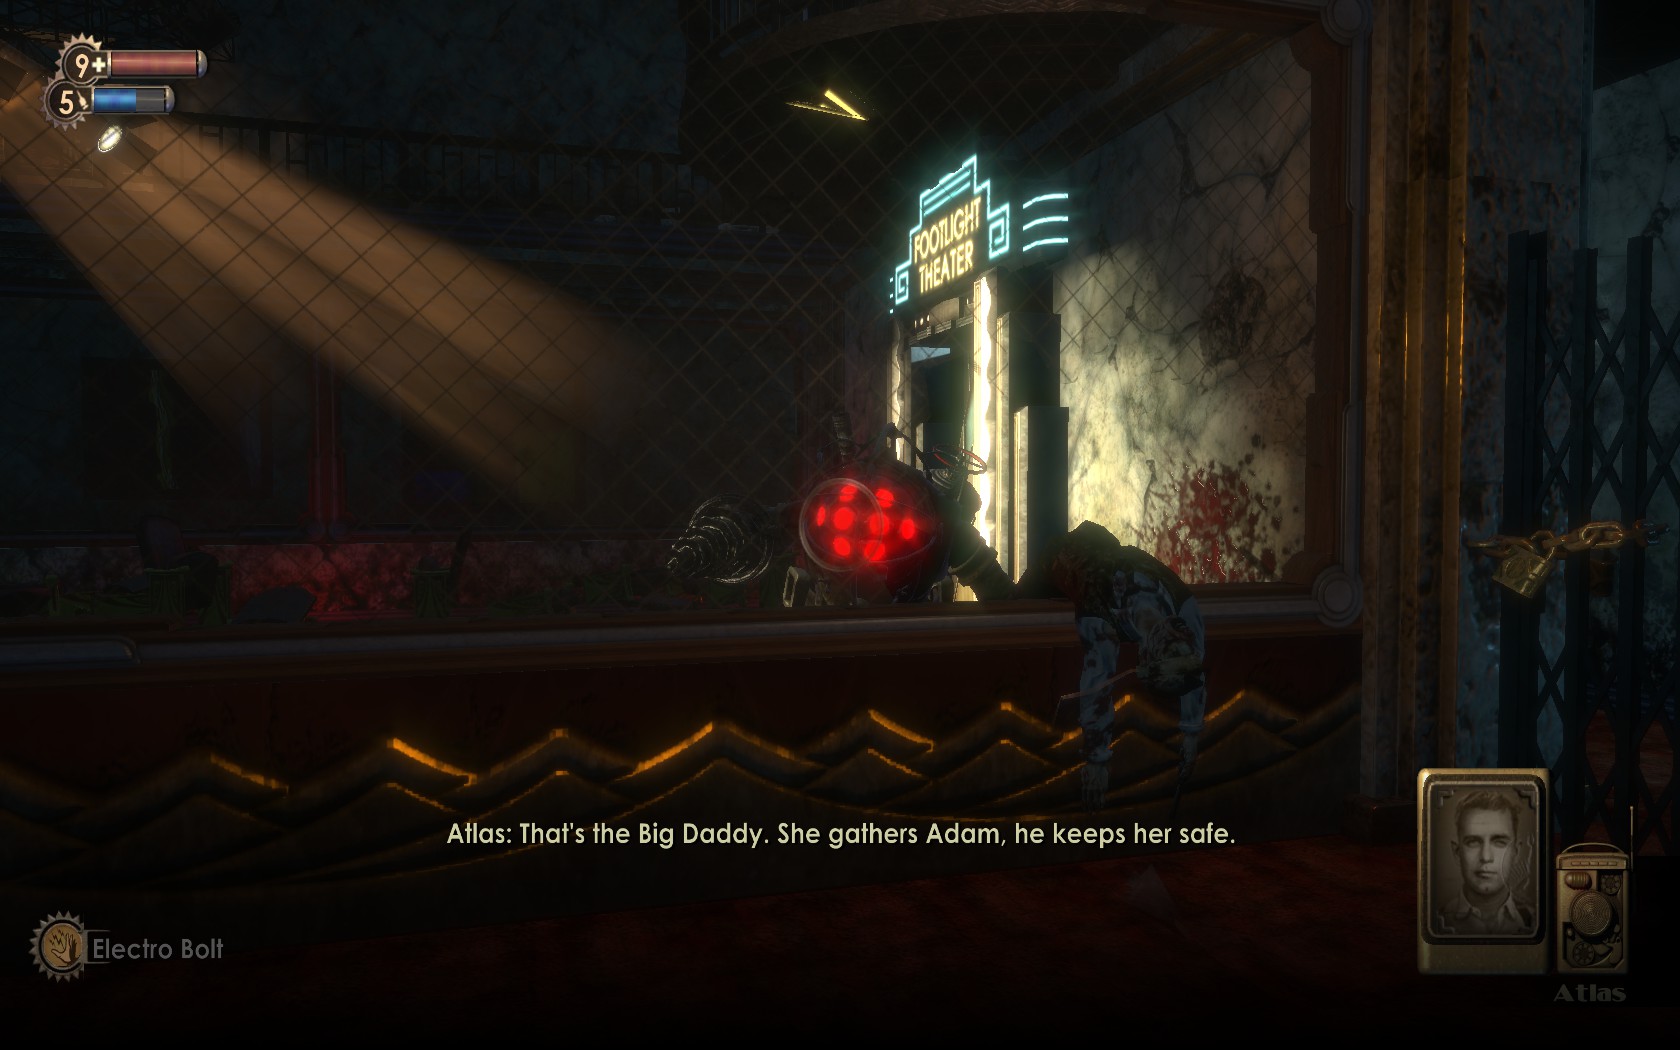 9
5
FOOTLIGHT
THEATER
Atlas: That's the Big Daddy. She gathers Adam, he keeps her safe.
Electro Bolt
Atlas